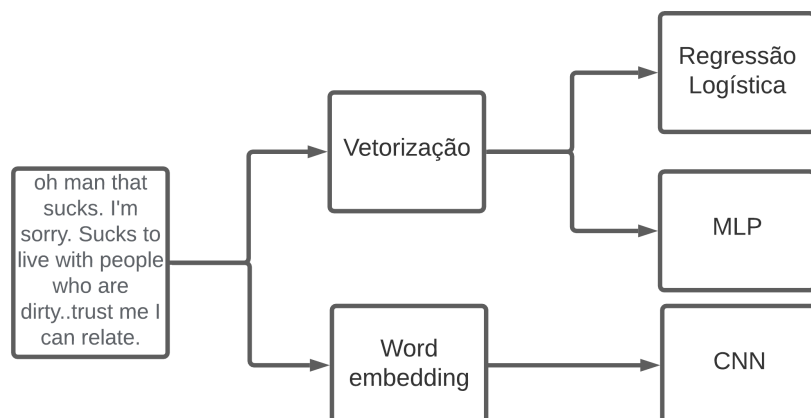 oh man that
sucks. I'm
sorry. Sucks to
live with people
who are
dirty..trust me I
can relate.
Vetorização
Word
embedding
Regressão
Logística
MLP
CNN